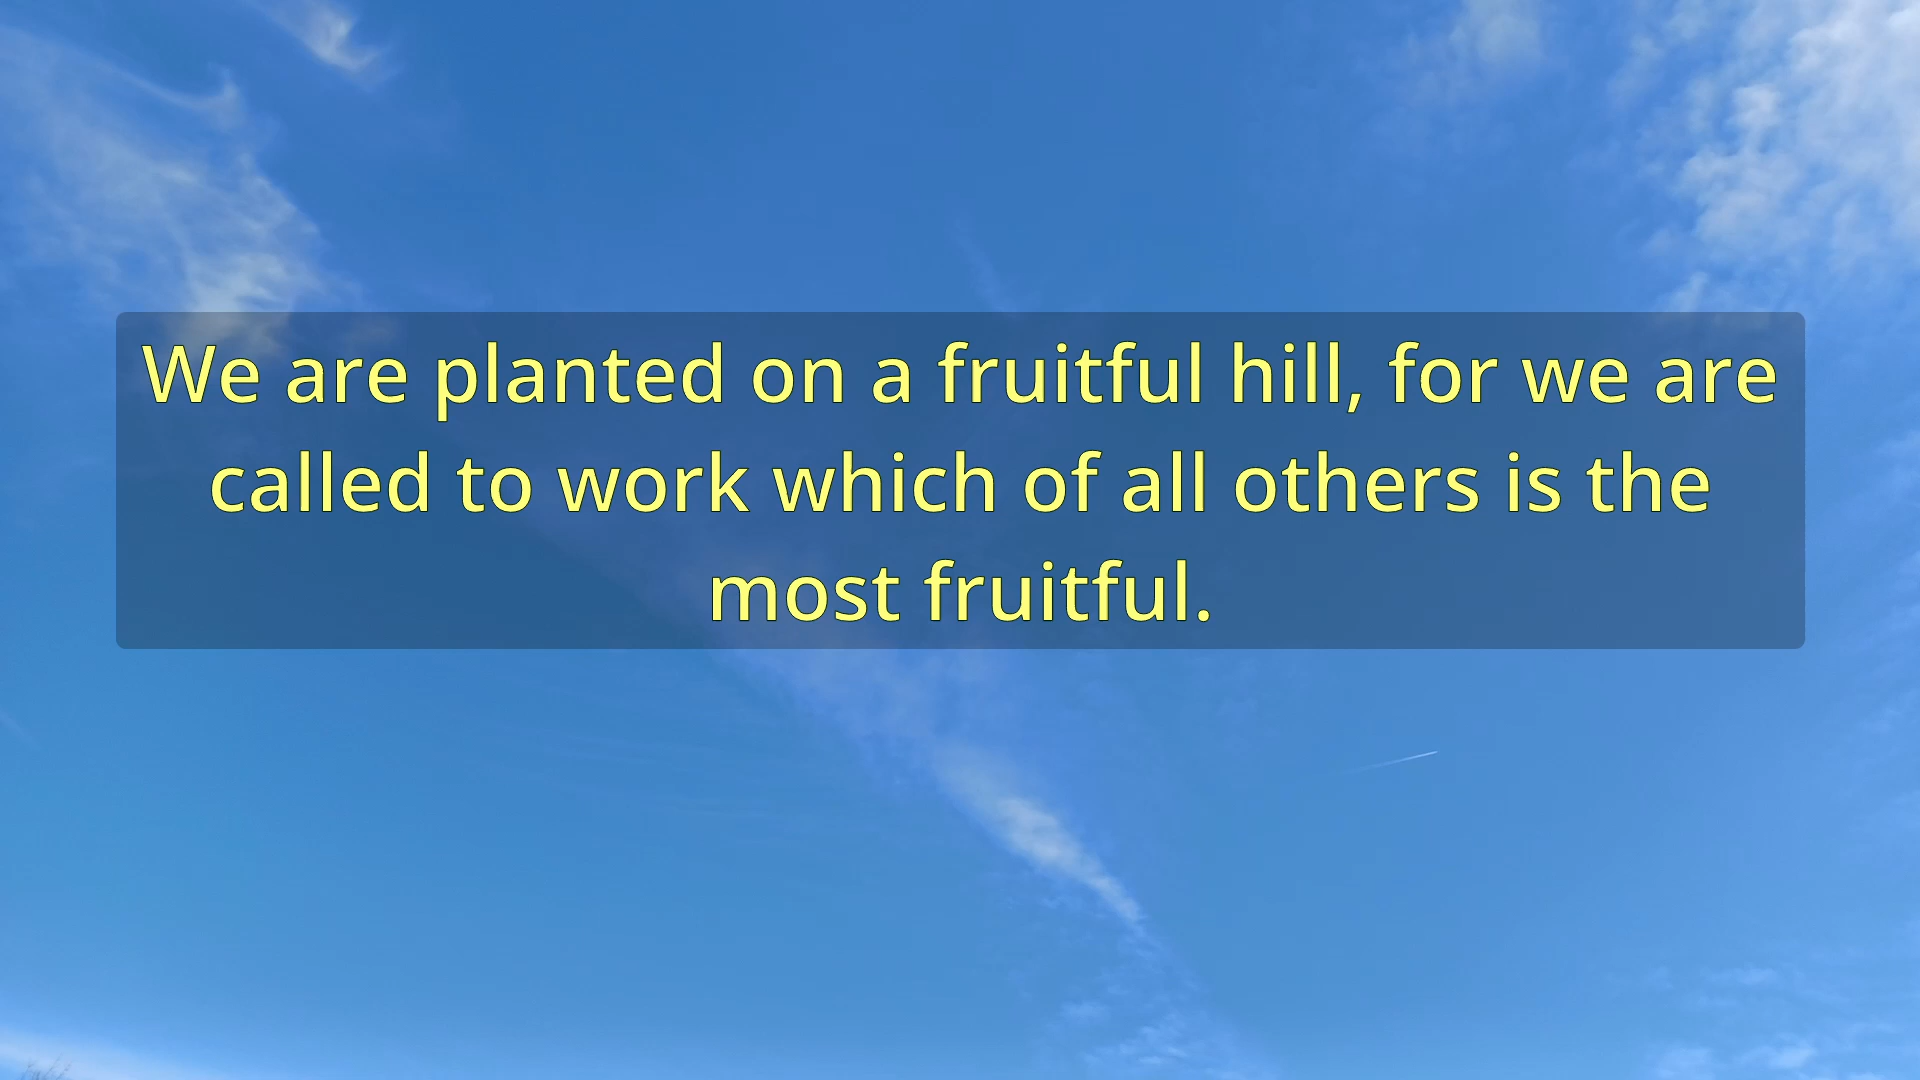 We are planted on a fruitful hill, for we are
called to work which of all others is the
most fruitful.